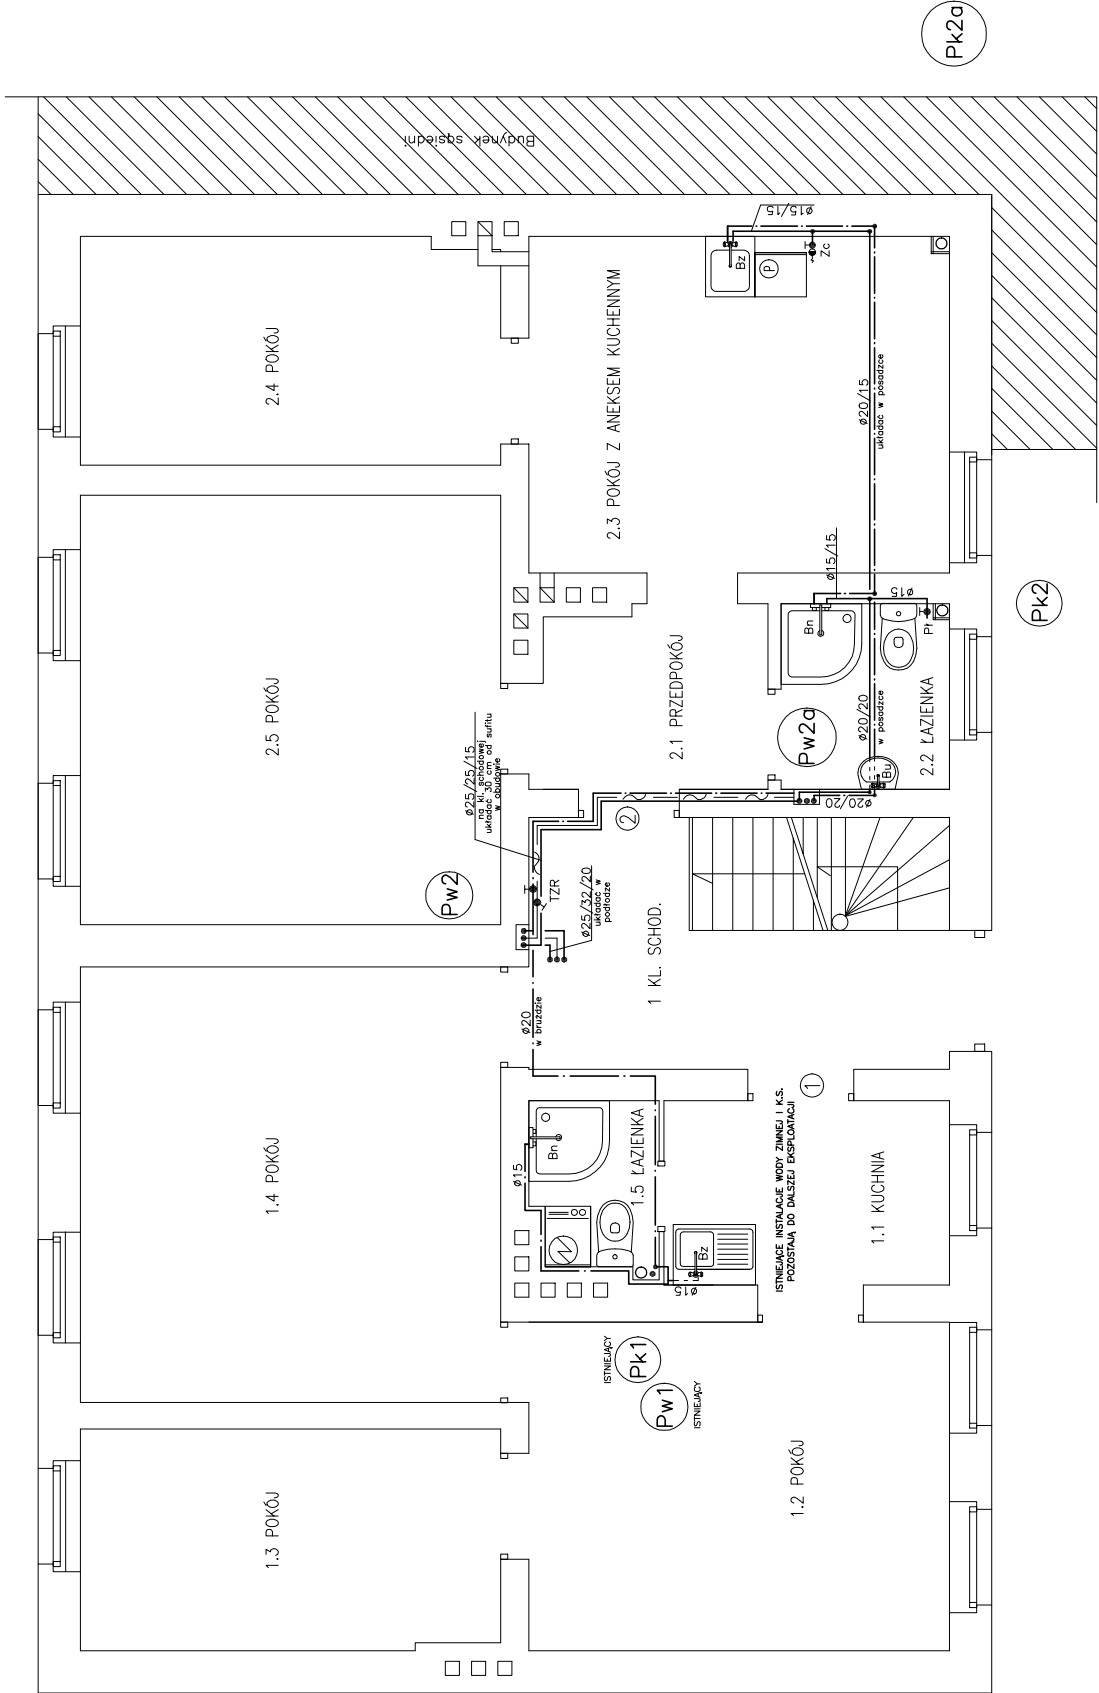 Pk2a
Budynek sąsiedni
2.4 POKÓJ
2.3 POKÓJ Z ANEKSEM KUCHENNYM
ø15/15
Bz
P
Zc
ø20/15
układać w posadzce
2.5 POKÓJ
2.1 PRZEDPOKÓJ
ø15/15
Bn
ø15
Pł
Pk2
Pw2a
ø20/20
w posadzce
2.2 ŁAZIENKA
Bu
ø20/20
ø25/25/15
na kl. schodowej
układać 30 cm od sufitu
w obudowie
2
Pw2
TZR
ø25/32/20
układać w
podłodze
1 KL. SCHOD.
ø20
w bruździe
1.4 POKÓJ
ø15
Bn
1.5 ŁAZIENKA
Bz
ø15
1
ISTNIEJĄCE INSTALACJE WODY ZIMNEJ I K.S.
POZOSTAJĄ DO DALSZEJ EKSPLOATACJI
1.1 KUCHNIA
ISTNIEJĄCY
Pk1
Pw1
ISTNIEJĄCY
1.3 POKÓJ
1.2 POKÓJ